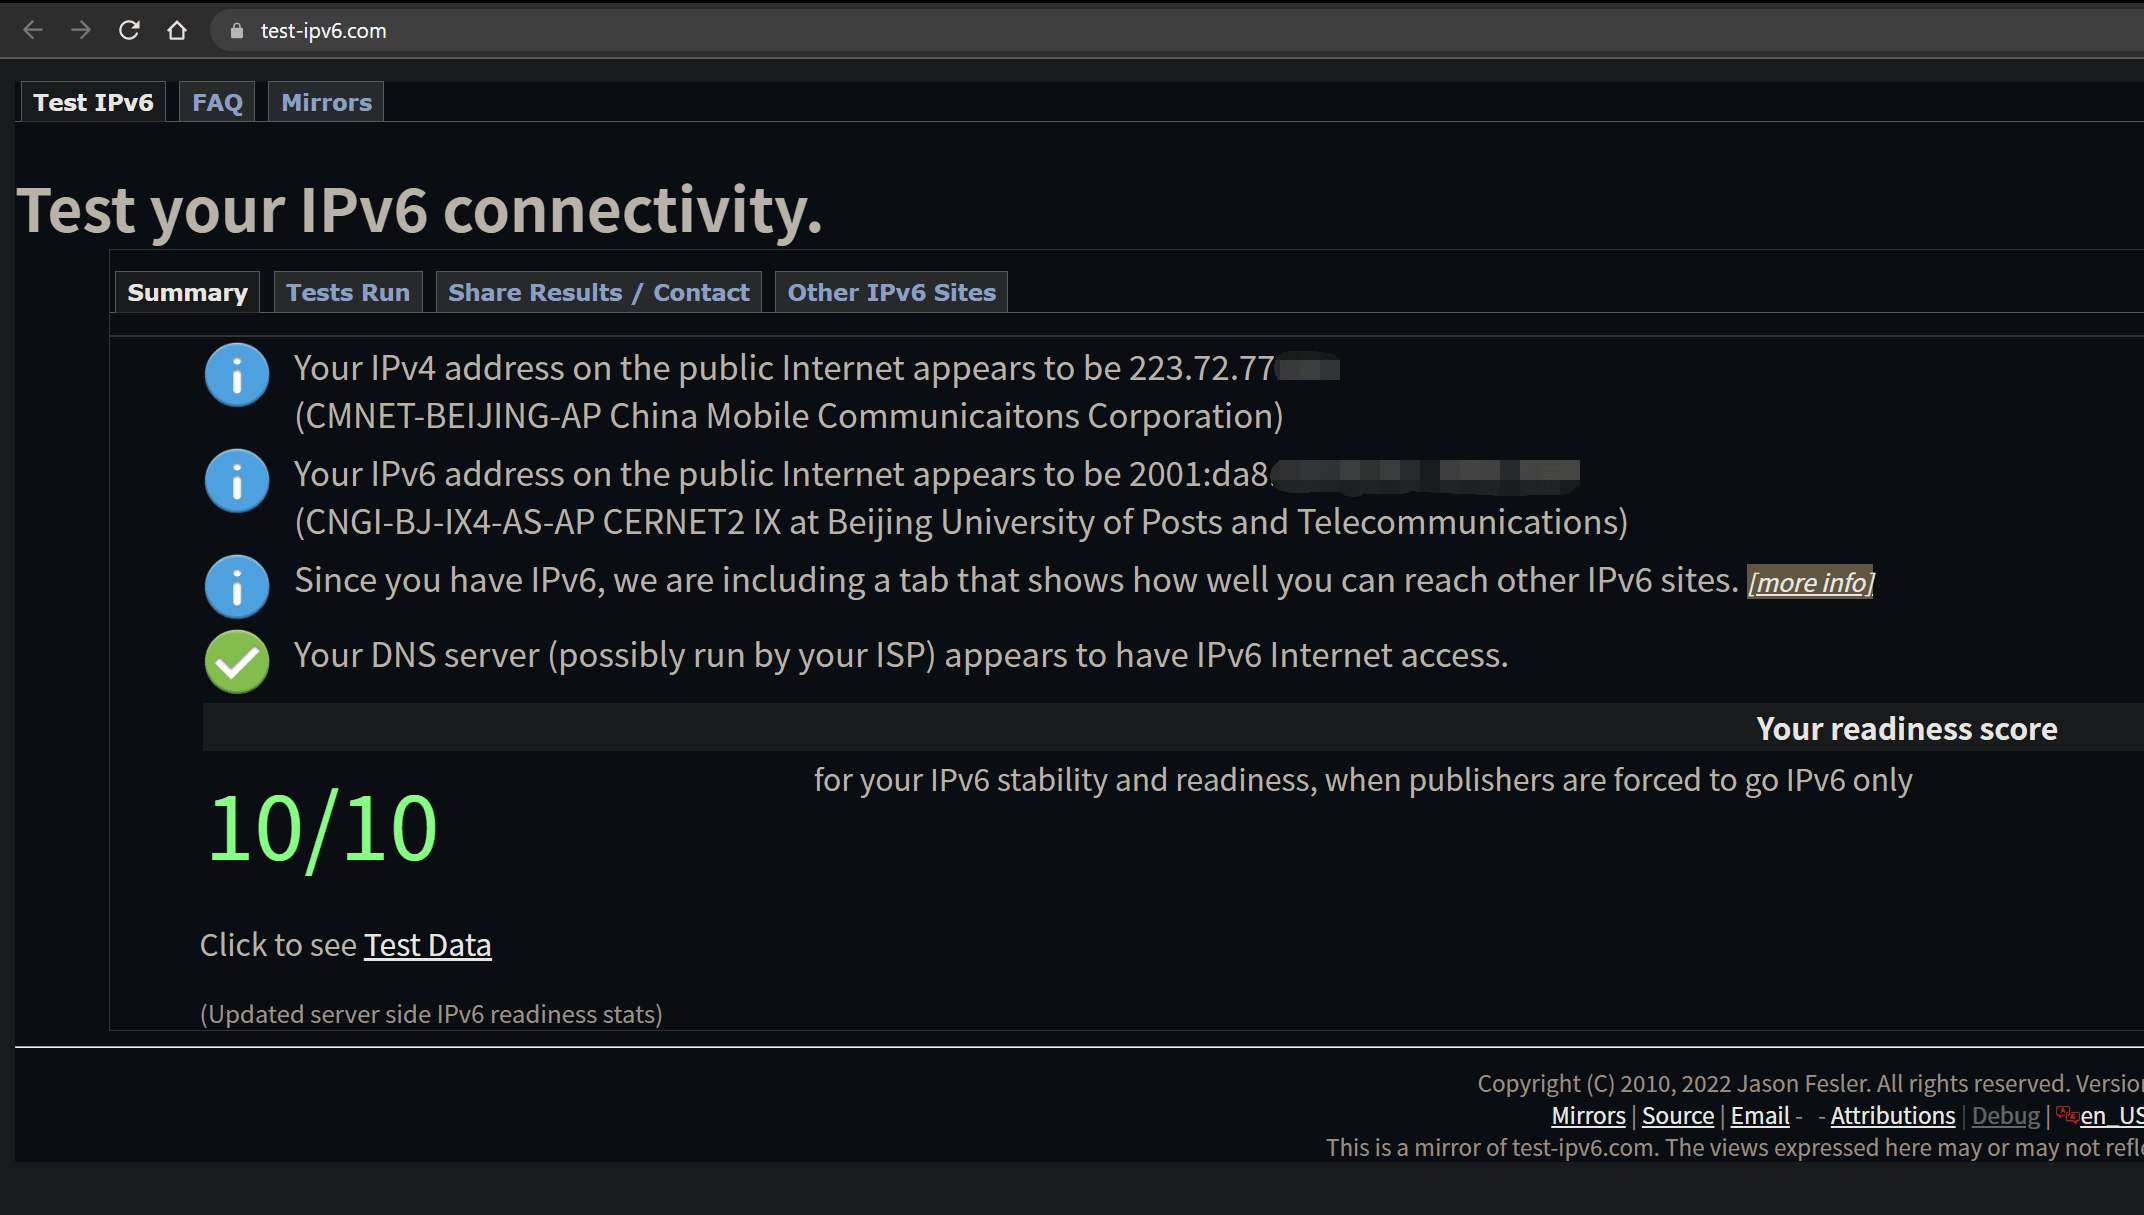 test-ipv6.com
Test IPv6 FAQ Mirrors
Test your IPv6 connectivity.
Summary Tests Run Share Results / Contact Other IPv6 Sites
Your IPv4 address on the public Internet appears to be 223.72.77
(CMNET-BEIJING-AP China Mobile Communicaitons Corporation)
Your IPv6 address on the public Internet appears to be 2001:da8
(CNGI-BJ-IX4-AS-AP CERNET2 IX at Beijing University of Posts and Telecommunications)
Since you have IPv6, we are including a tab that shows how well you can reach other IPv6 sites. [more info]
Your DNS server (possibly run by your ISP) appears to have IPv6 Internet access.
Your readiness score
for your IPv6 stability and readiness, when publishers are forced to go IPv6 only
10/10
Click to see Test Data
(Updated server side IPv6 readiness stats)
Copyright (C) 2010, 2022 Jason Fesler. All rights reserved. Versio
Mirrors | Source | Email - - Attributions | Debug | en_US
This is a mirror of test-ipv6.com. The views expressed here may or may not refle